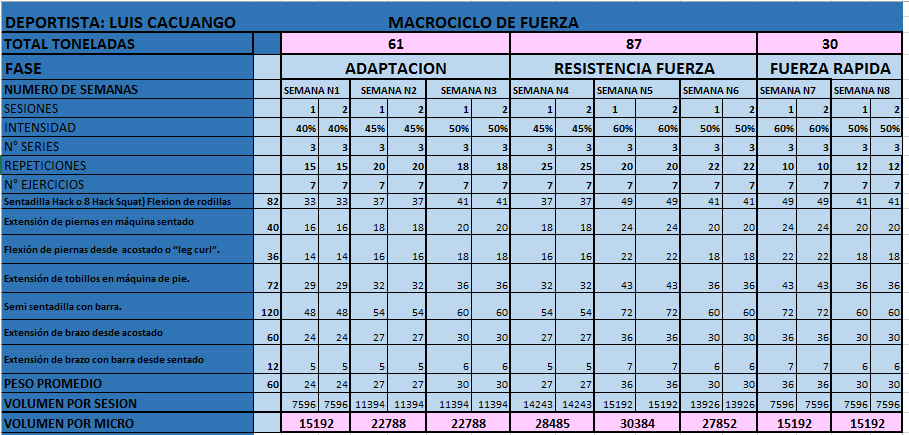 DEPORTISTA: LUIS CACUANGO MACROCICLO DE FUERZA
TOTAL TONELADAS 61 87 30
FASE ADAPTACION RESISTENCIA FUERZA FUERZA RAPIDA
NUMERO DE SEMANAS SEMANA N1 SEMANA N2 SEMANA N3 SEMANA N4 SEMANA N5 SEMANA N6 SEMANA N7 SEMANA N8
SESIONES 1 2 1 2 1 2 1 2 1 2 1 2 1 2 1 2
INTENSIDAD 40% 40% 45% 45% 50% 50% 45% 45% 60% 60% 50% 50% 60% 60% 50% 50%
N° SERIES 3 3 3 3 3 3 3 3 3 3 3 3 3 3 3 3
REPETICIONES 15 15 20 20 18 18 25 25 20 20 22 22 10 10 12 12
N° EJERCICIOS 7 7 7 7 7 7 7 7 7 7 7 7 7 7 7 7
Sentadilla Hack o 8 Hack Squat) Flexion de rodillas 82 33 33 37 37 41 41 37 37 49 49 41 41 49 49 41 41
Extensión de piernas en máquina sentado 40 16 16 18 18 20 20 18 18 24 24 20 20 24 24 20 20
Flexión de piernas desde acostado o “leg curl”. 36 14 14 16 16 18 18 16 16 22 22 18 18 22 22 18 18
Extensión de tobillos en máquina de pie. 72 29 29 32 32 36 36 32 32 43 43 36 36 43 43 36 36
Semi sentadilla con barra. 120 48 48 54 54 60 60 54 54 72 72 60 60 72 72 60 60
Extensión de brazo desde acostado 60 24 24 27 27 30 30 27 27 36 36 30 30 36 36 30 30
Extensión de brazo con barra desde sentado 12 5 5 5 5 6 6 5 5 7 7 6 6 7 7 6 6
PESO PROMEDIO 60 24 24 27 27 30 30 27 27 36 36 30 30 36 36 30 30
VOLUMEN POR SESION 7596 7596 11394 11394 11394 11394 14243 14243 15192 15192 13926 13926 7596 7596 7596 7596
VOLUMEN POR MICRO 15192 22788 22788 28485 30384 27852 15192 15192